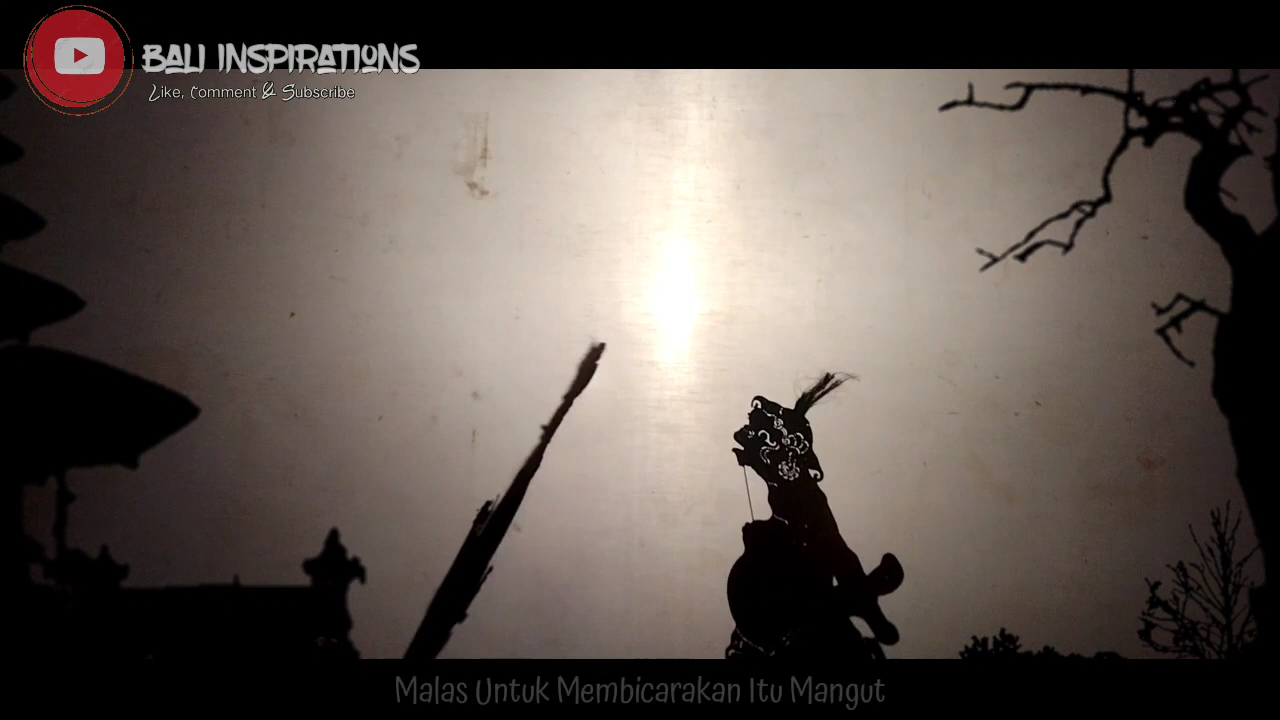 BALI INSPIRATIONS
Like, Comment & Subscribe
Malas Untuk Membicarakan Itu Mangut